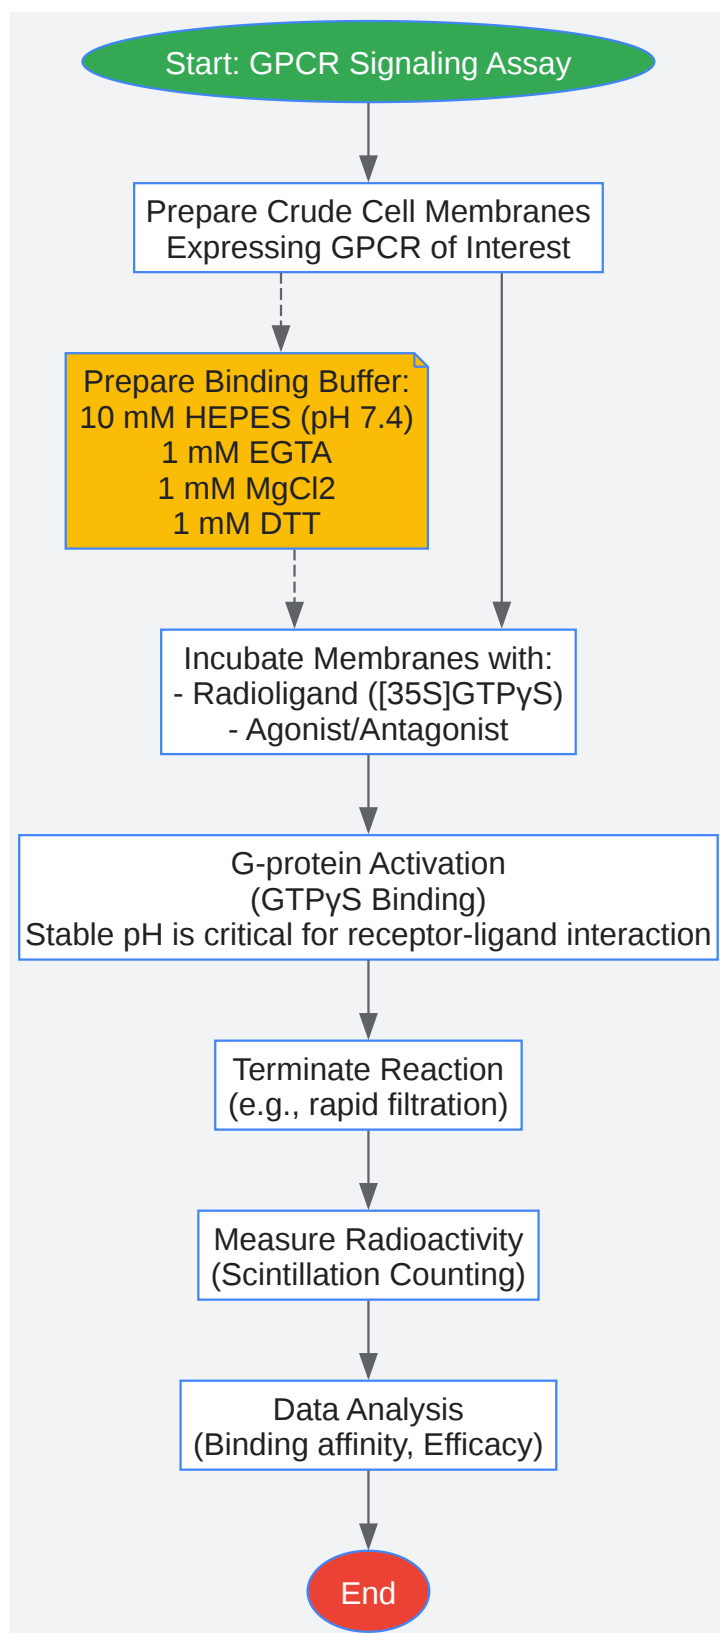 Start: GPCR Signaling Assay
Prepare Crude Cell Membranes
Expressing GPCR of Interest
Prepare Binding Buffer:
10 mM HEPES (pH 7.4)
1 mM EGTA
1 mM MgCl2
1 mM DTT
Incubate Membranes with:
- Radioligand ([35S]GTPγS)
- Agonist/Antagonist
G-protein Activation
(GTPγS Binding)
Stable pH is critical for receptor-ligand interaction
Terminate Reaction
(e.g., rapid filtration)
Measure Radioactivity
(Scintillation Counting)
Data Analysis
(Binding affinity, Efficacy)
End